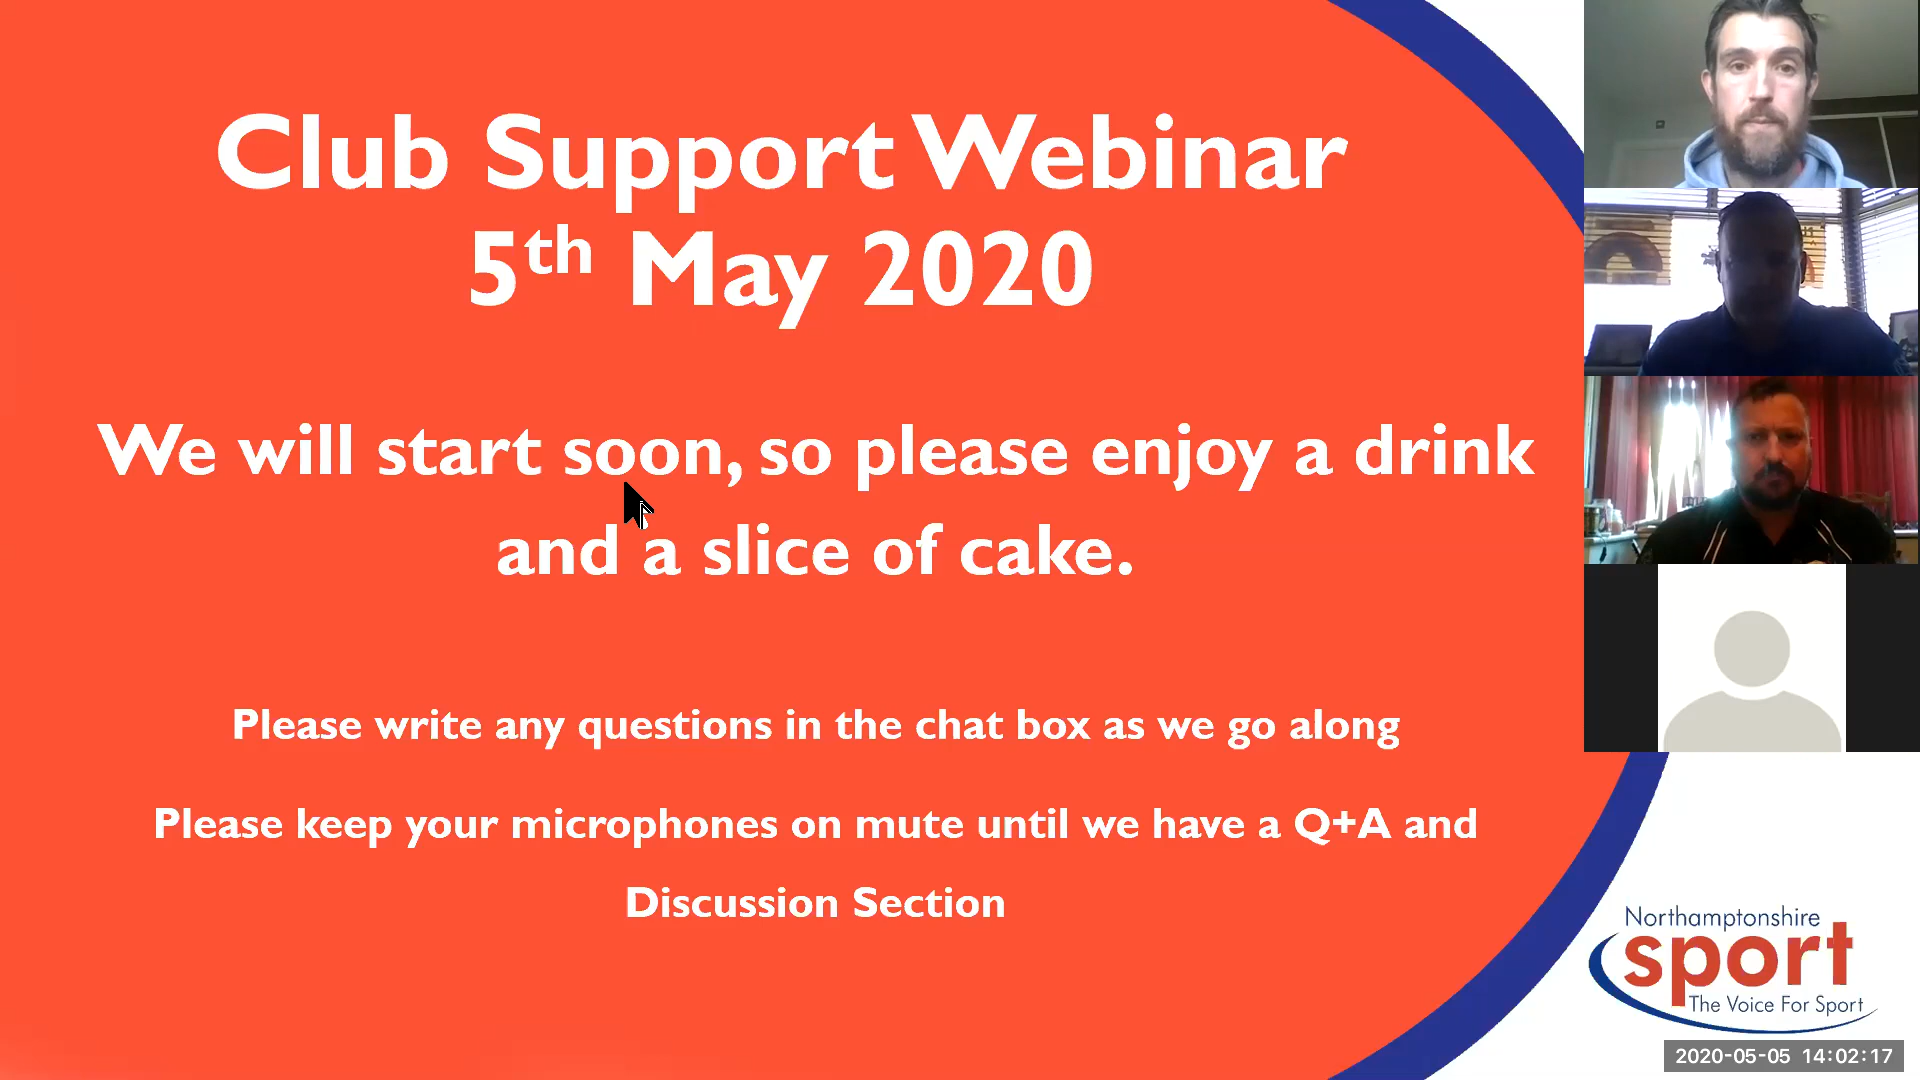 Club Support Webinar
5th May 2020
We will start soon, so please enjoy a drink
and a slice of cake.
Please write any questions in the chat box as we go along
Please keep your microphones on mute until we have a Q+A and
Discussion Section
Northamptonshire
sport
The Voice For Sport
2020-05-05 14:02:17